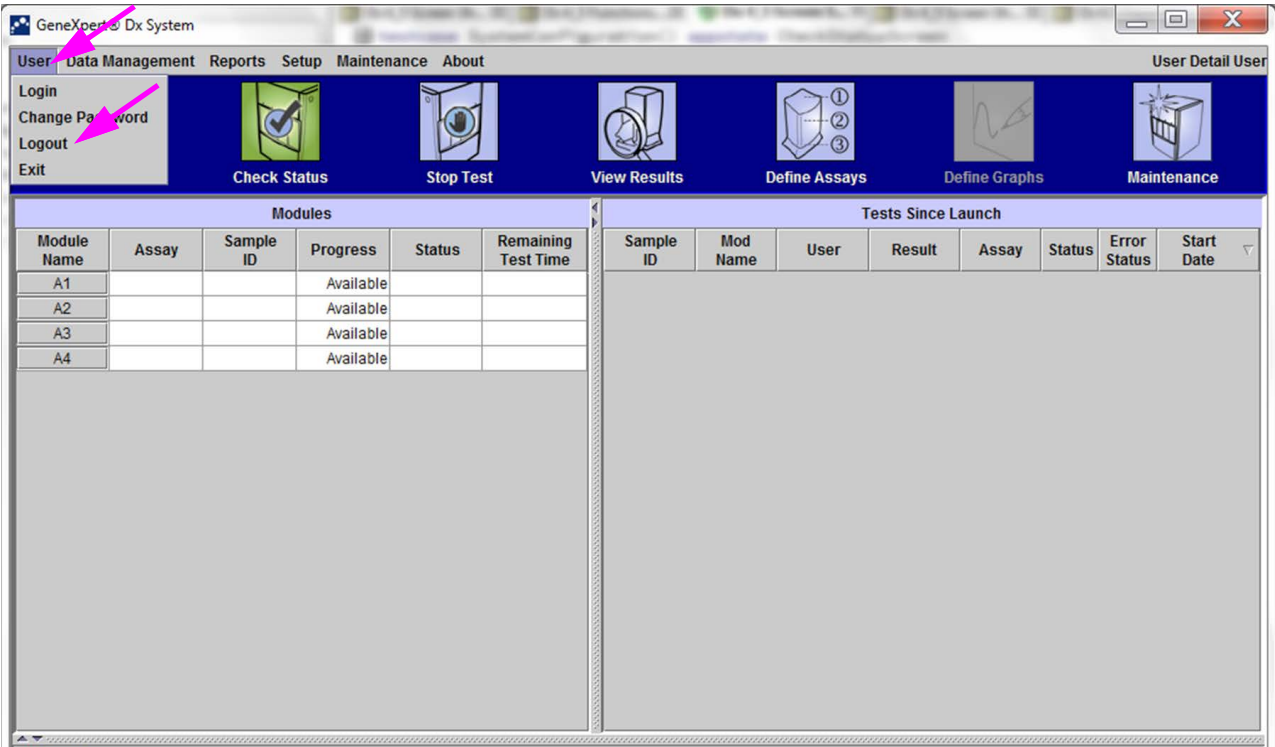 GeneXpert® Dx System
User Data Management Reports Setup Maintenance About User Detail User
Login
Change Password
Logout
Exit
Check Status Stop Test View Results Define Assays Define Graphs Maintenance
①
②
③
Modules
Module Name Assay Sample ID Progress Status Remaining Test Time
A1 Available
A2 Available
A3 Available
A4 Available
Tests Since Launch
Sample ID Mod Name User Result Assay Status Error Status Start Date